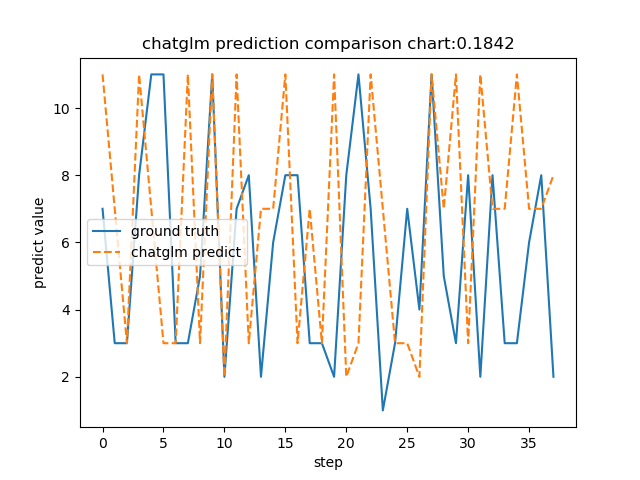 chatglm prediction comparison chart:0.1842
predict value
10
8
6
4
2
ground truth
chatglm predict
0 5 10 15 20 25 30 35
step